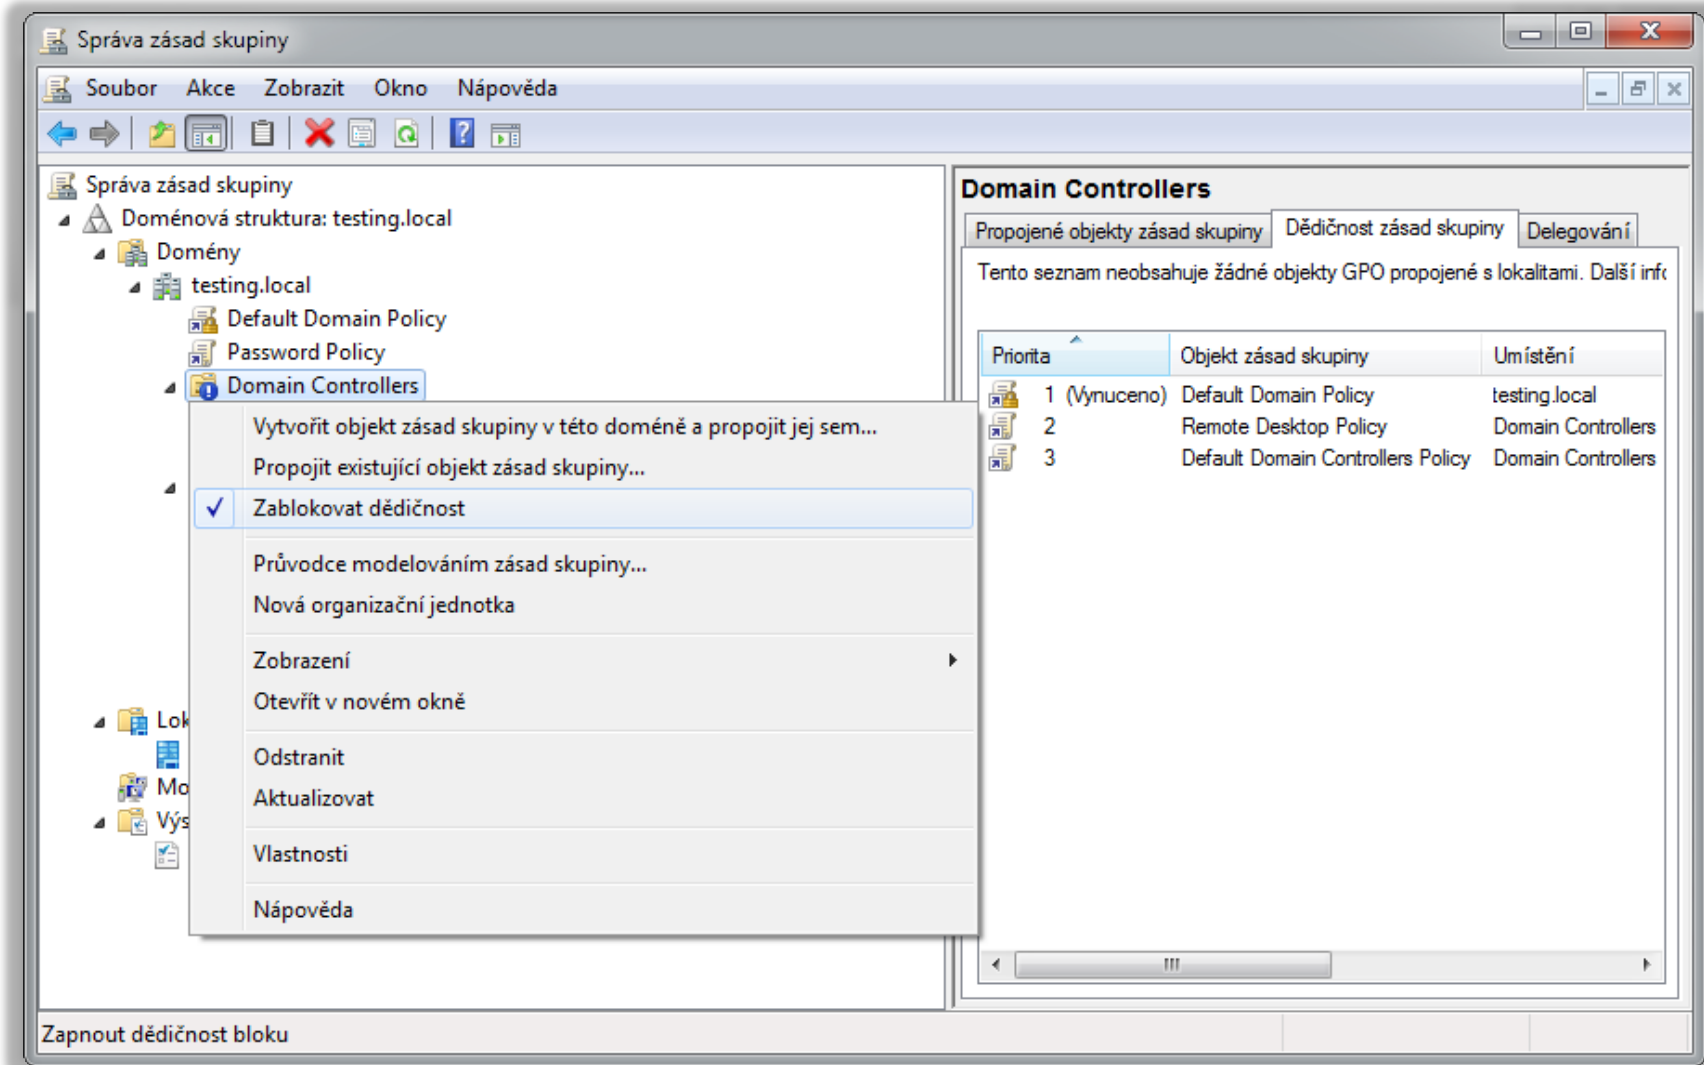 Správa zásad skupiny
Soubor Akce Zobrazit Okno Nápověda
Správa zásad skupiny
Doménová struktura: testing.local
Domény
testing.local
Default Domain Policy
Password Policy
Domain Controllers
Vytvořit objekt zásad skupiny v této doméně a propojit jej sem...
Propojit existující objekt zásad skupiny...
Zablokovat dědičnost
Průvodce modelováním zásad skupiny...
Nová organizační jednotka
Zobrazení
Otevřít v novém okně
Odstranit
Aktualizovat
Vlastnosti
Nápověda
Lok
Mo
Výs
Domain Controllers
Propojené objekty zásad skupiny Dědičnost zásad skupiny Delegování
Tento seznam neobsahuje žádné objekty GPO propojené s lokalitami. Další info
Priorita Objekt zásad skupiny Umístění
1 (Vynuceno) Default Domain Policy testing.local
2 Remote Desktop Policy Domain Controllers
3 Default Domain Controllers Policy Domain Controllers
Zapnout dědičnost bloku